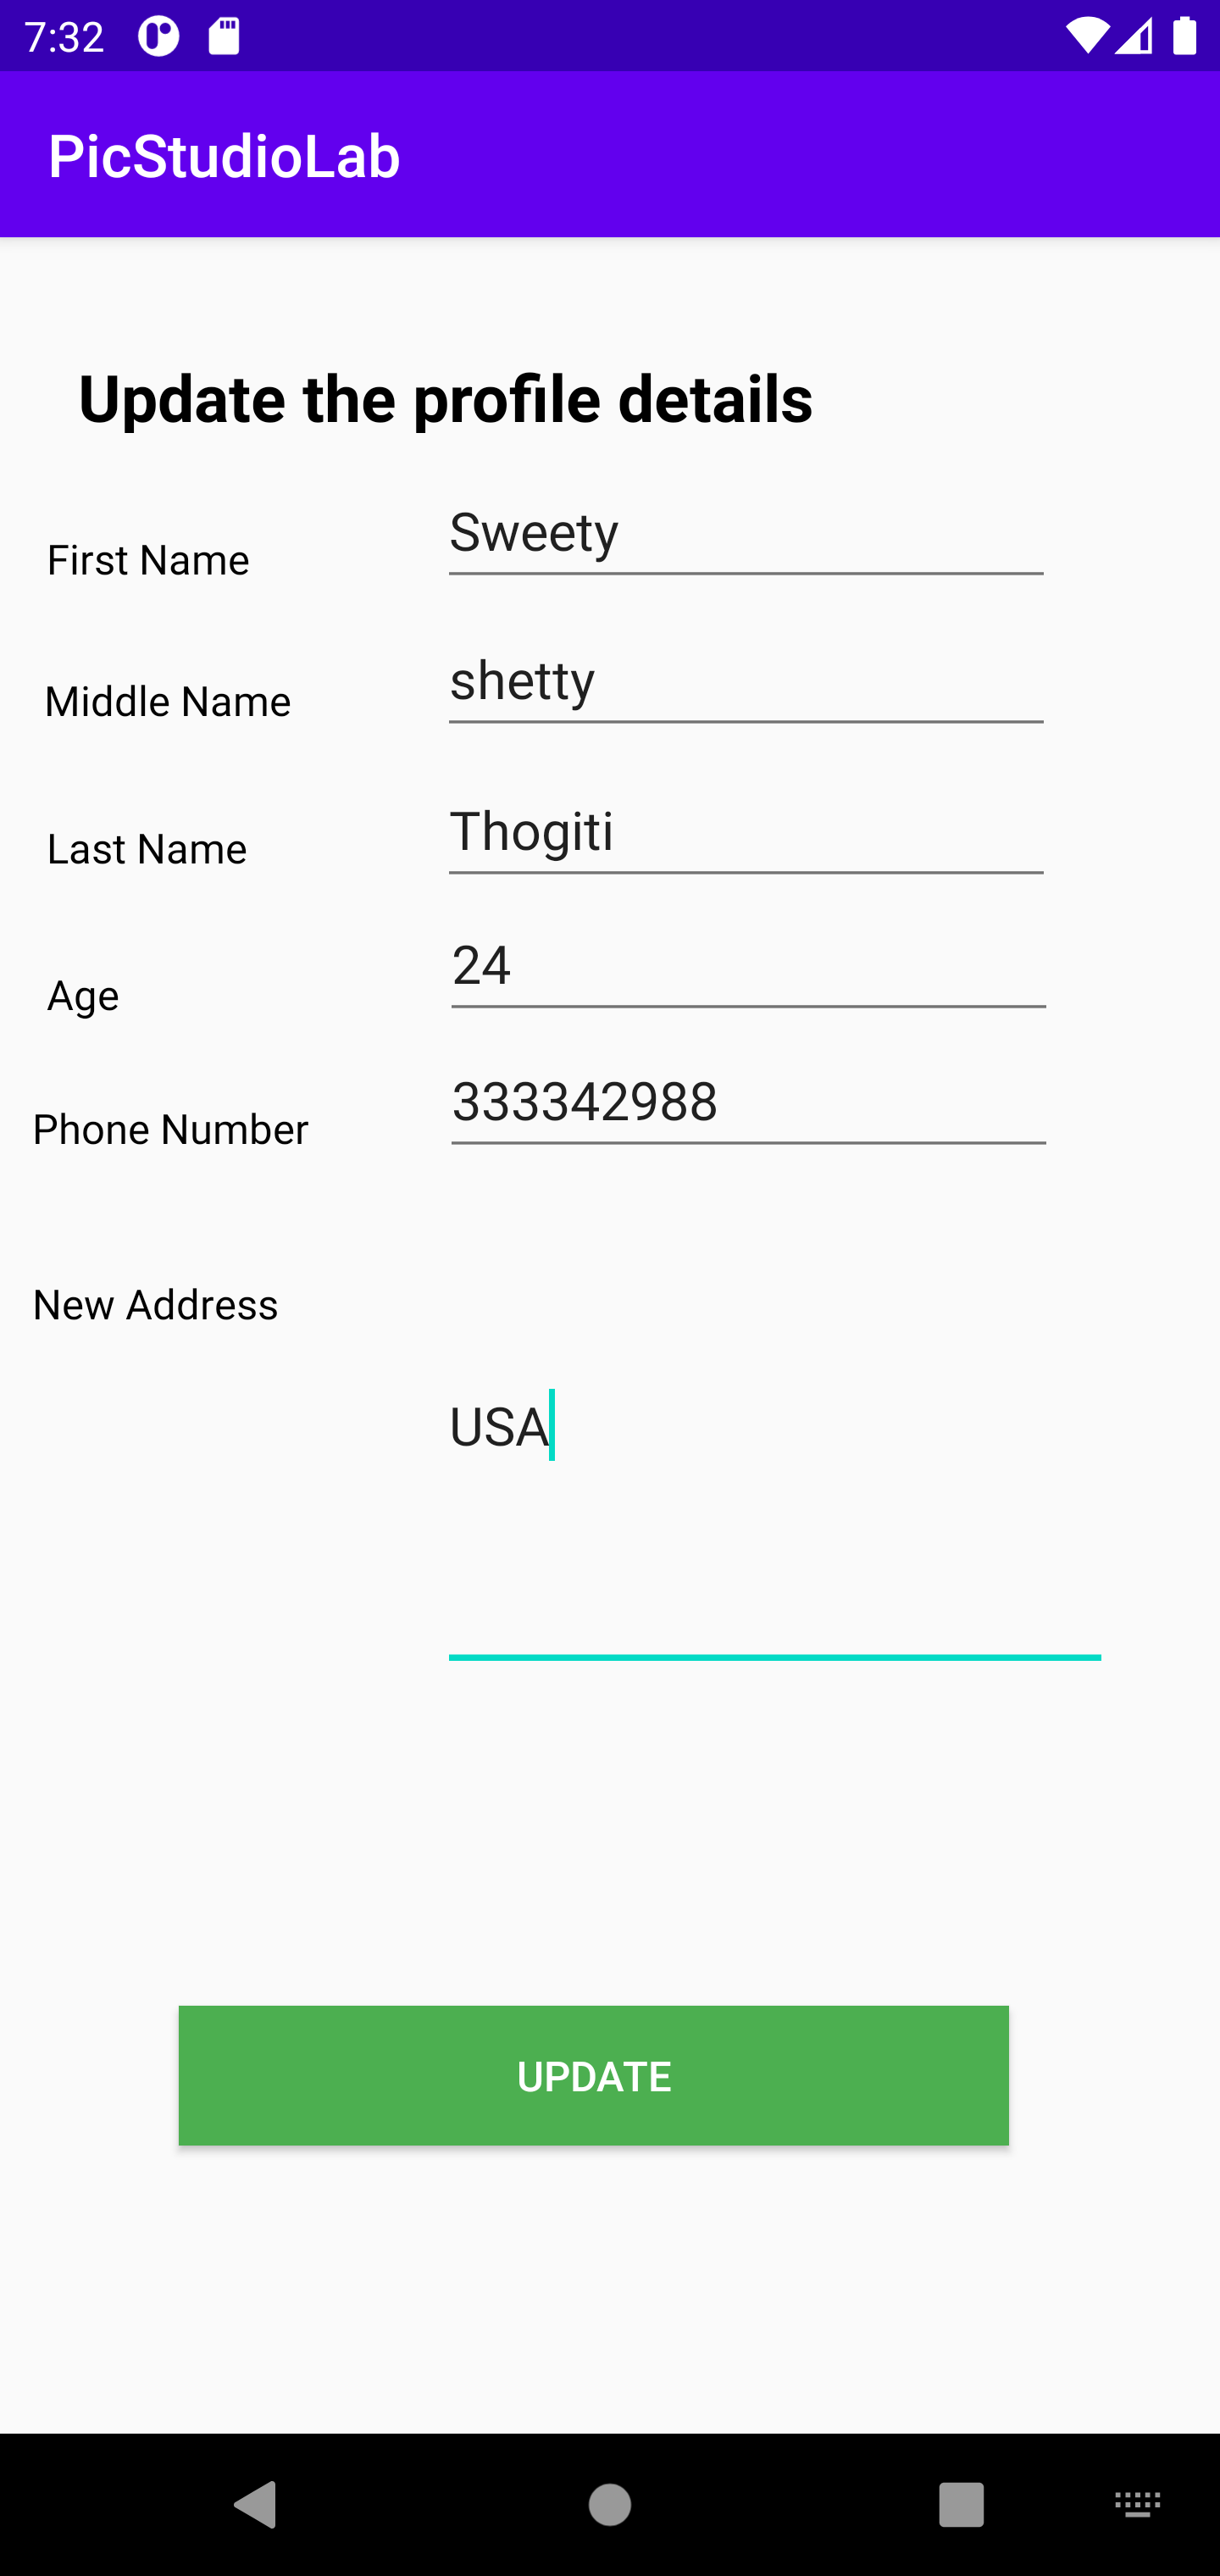 7:32
PicStudioLab
Update the profile details
First Name Sweety
Middle Name shetty
Last Name Thogiti
Age 24
Phone Number 333342988
New Address
USA
UPDATE